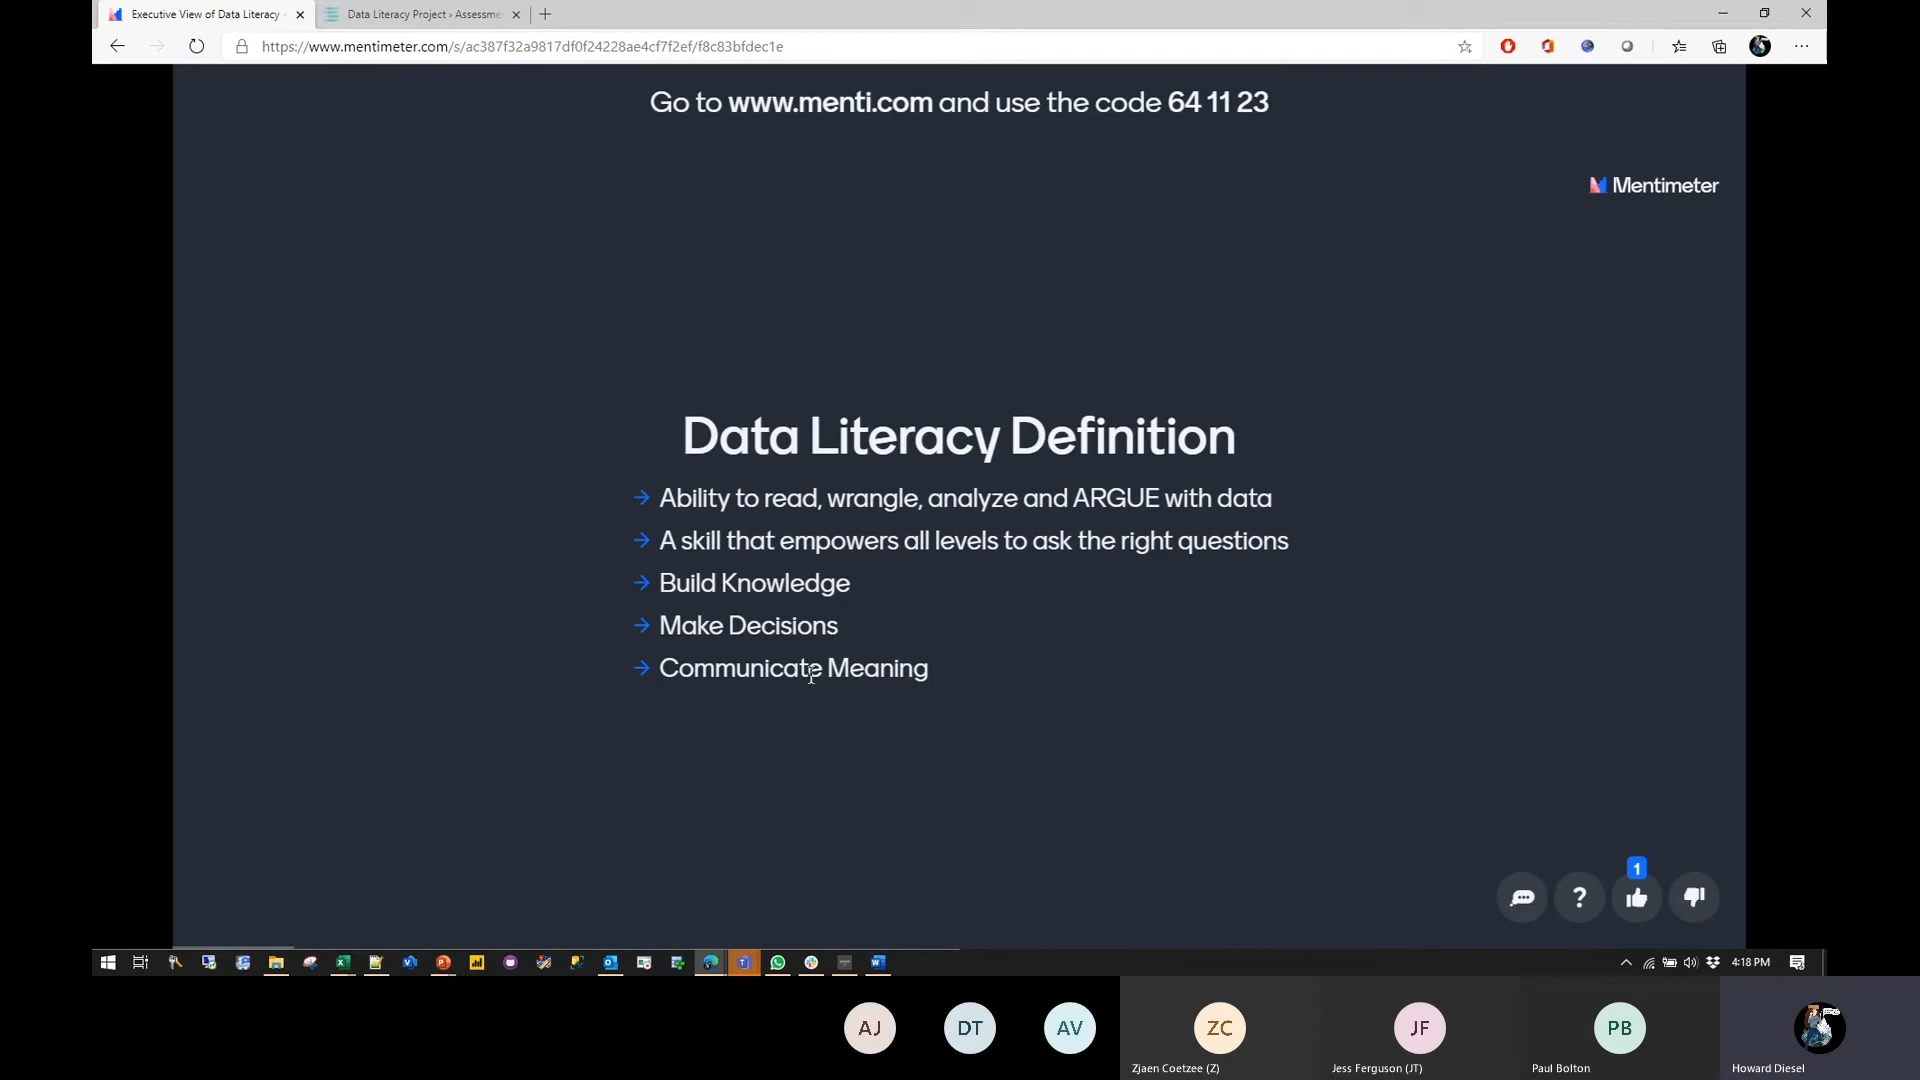 Executive View of Data Literacy
Data Literacy Project › Assessme
https://www.mentimeter.com/s/ac387f32a9817df0f24228ae4cf7f2ef/f8c83bfdec1e
Go to www.menti.com and use the code 64 11 23
Mentimeter
Data Literacy Definition
→ Ability to read, wrangle, analyze and ARGUE with data
→ A skill that empowers all levels to ask the right questions
→ Build Knowledge
→ Make Decisions
→ Communicate Meaning
1
?
4:18 PM
AJ DT AV ZC JF PB
Zjaen Coetzee (Z) Jess Ferguson (JT) Paul Bolton Howard Diesel